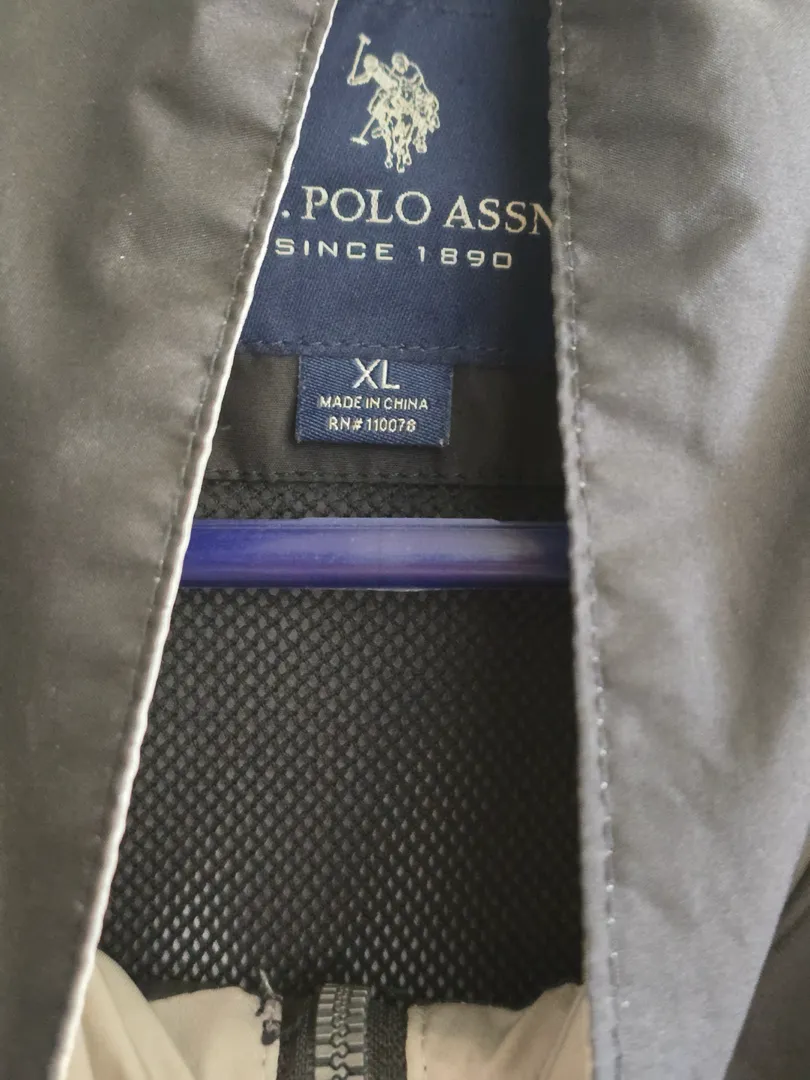 . POLO ASSN
SINCE 1890
XL
MADE IN CHINA
RN# 110078